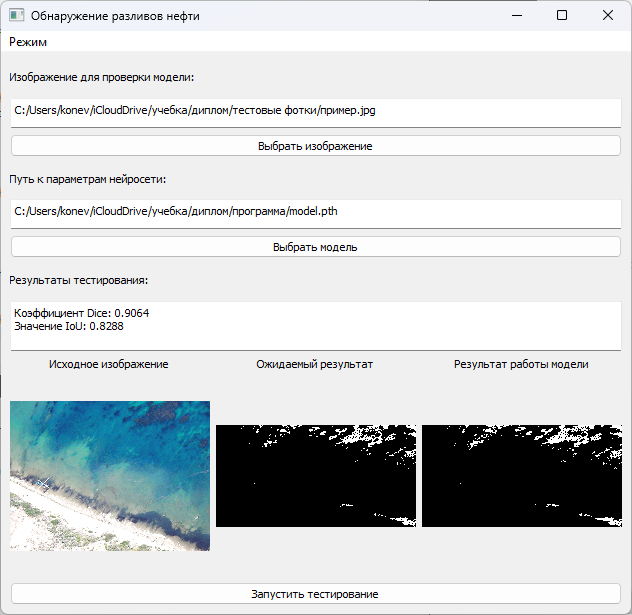 Обнаружение разливов нефти
Режим
Изображение для проверки модели:
C:/Users/konev/iCloudDrive/учебка/диплом/тестовые фотки/пример.jpg
Выбрать изображение
Путь к параметрам нейросети:
C:/Users/konev/iCloudDrive/учебка/диплом/программа/model.pth
Выбрать модель
Результаты тестирования:
Коэффициент Dice: 0.9064
Значение IoU: 0.8288
Исходное изображение
Ожидаемый результат
Результат работы модели
Запустить тестирование